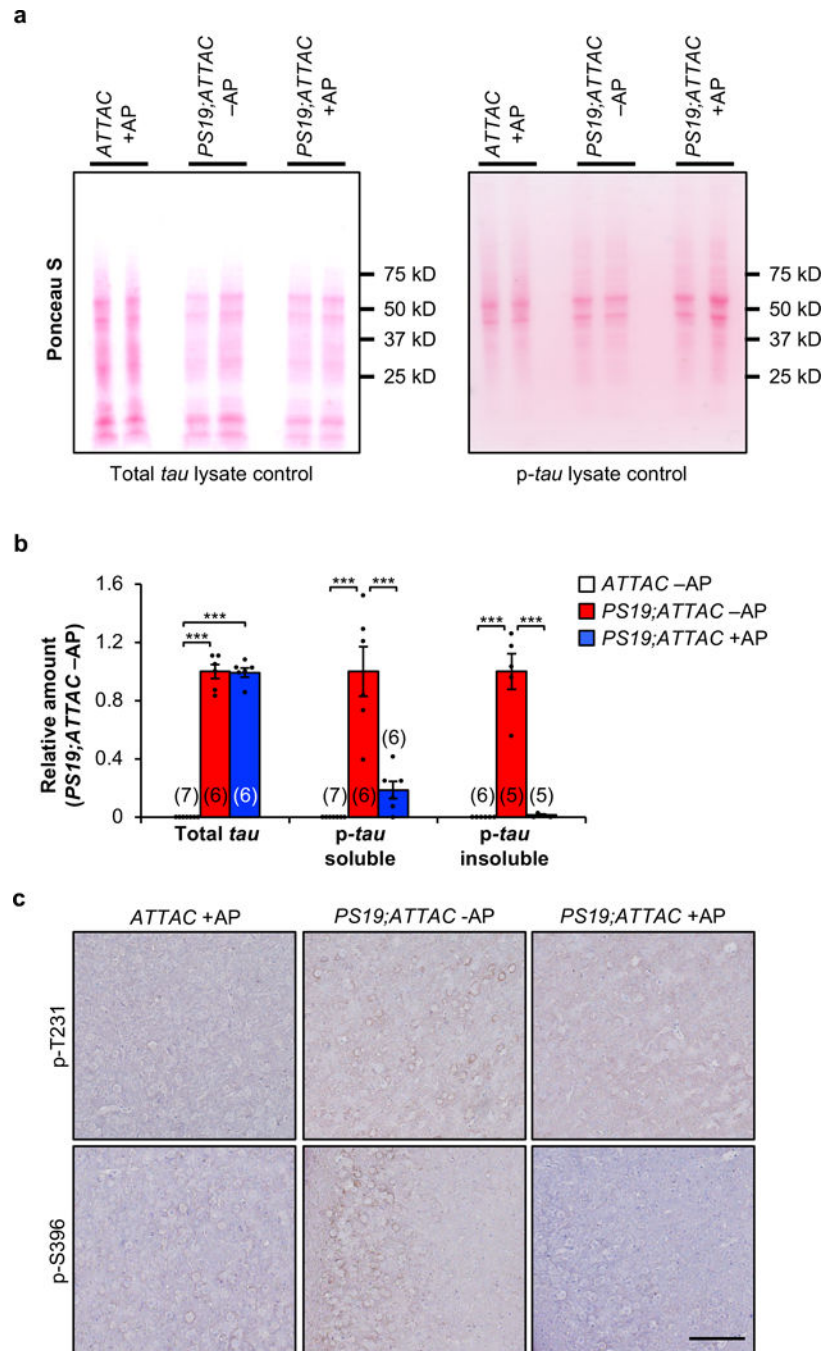 a
ATTAC
+AP
PS19;ATTAC
–AP
PS19;ATTAC
+AP
ATTAC
+AP
PS19;ATTAC
–AP
PS19;ATTAC
+AP
Ponceau S
75 kD
50 kD
37 kD
25 kD
75 kD
50 kD
37 kD
25 kD
Total tau lysate control
p-tau lysate control
b
Relative amount
(PS19;ATTAC –AP)
1.6
1.2
0.8
0.4
0
***
***
***
***
***
***
(7)
(6)
(6)
(7)
(6)
(6)
(6)
(5)
(5)
Total tau
p-tau
soluble
p-tau
insoluble
ATTAC –AP
PS19;ATTAC –AP
PS19;ATTAC +AP
c
ATTAC +AP
PS19;ATTAC -AP
PS19;ATTAC +AP
p-T231
p-S396